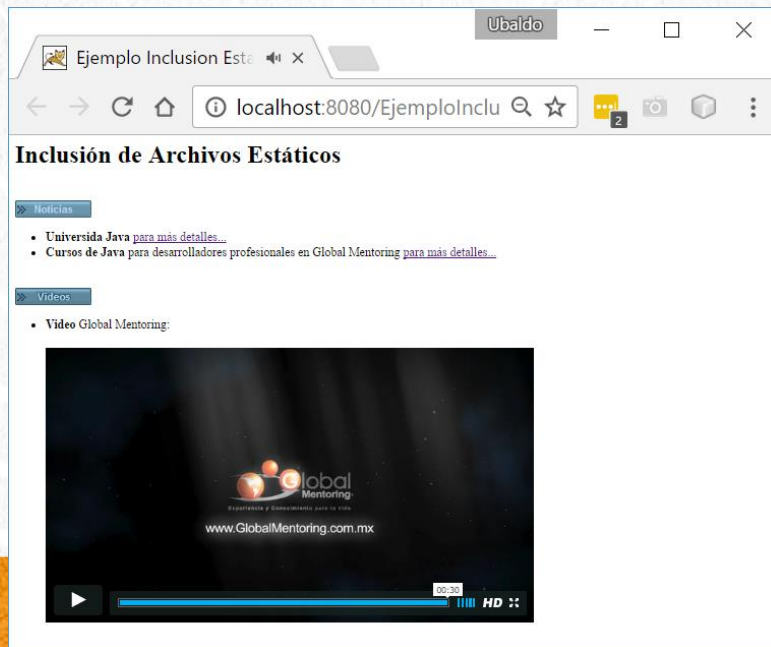 Ubaldo
Ejemplo Inclusion Esta
localhost:8080/EjemploInclu
2
Inclusión de Archivos Estáticos
Noticias
Universida Java para más detalles...
Cursos de Java para desarrolladores profesionales en Global Mentoring para más detalles...
Videos
Video Global Mentoring:
Global
Mentoring
Experiencia y Conocimiento para la Vida
www.GlobalMentoring.com.mx
00:30
HD